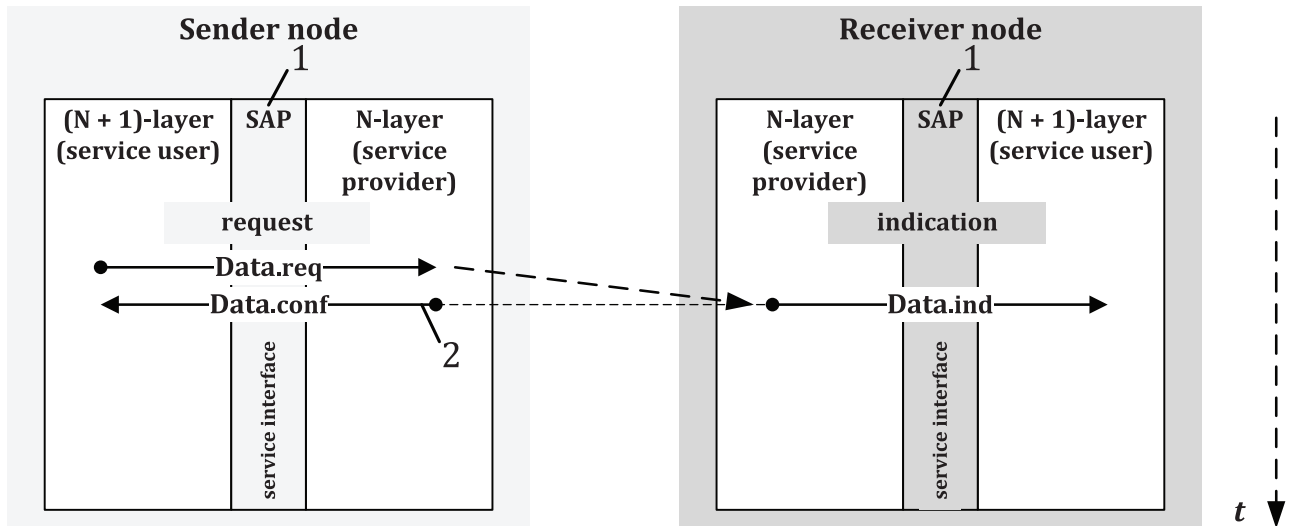 Sender node
1
(N + 1)-layer
(service user)
SAP
N-layer
(service
provider)
request
Data.req
Data.conf
2
service interface
Receiver node
1
N-layer
(service
provider)
SAP
(N + 1)-layer
(service user)
indication
Data.ind
service interface
t